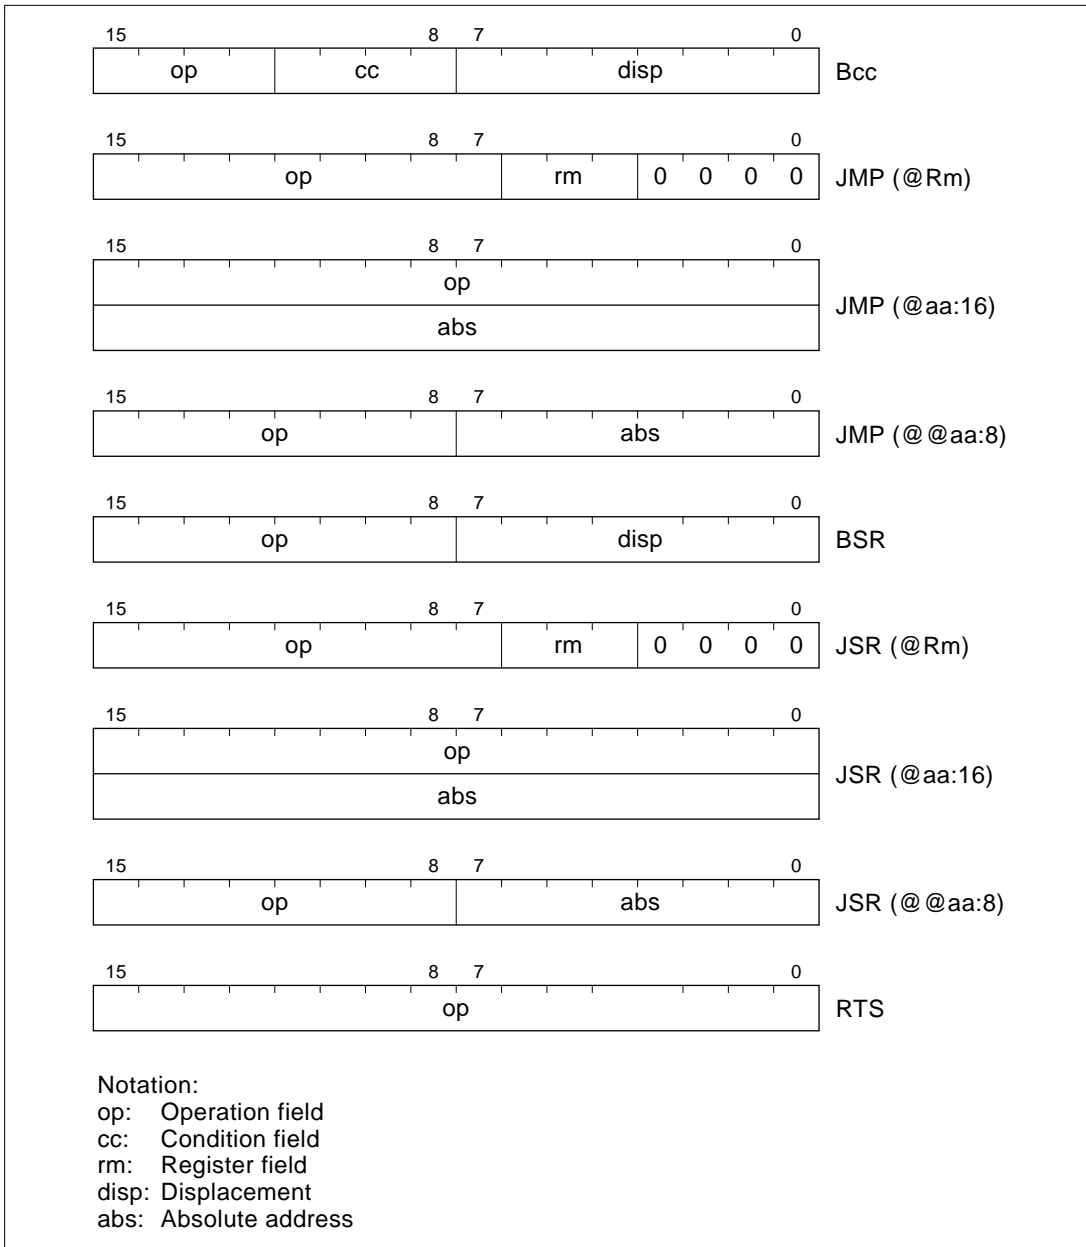 15 8 7 0
op cc disp Bcc
15 8 7 0
op rm 0 0 0 0 JMP (@Rm)
15 8 7 0
op
abs
JMP (@aa:16)
15 8 7 0
op abs JMP (@@aa:8)
15 8 7 0
op disp BSR
15 8 7 0
op rm 0 0 0 0 JSR (@Rm)
15 8 7 0
op
abs
JSR (@aa:16)
15 8 7 0
op abs JSR (@@aa:8)
15 8 7 0
op RTS
Notation:
op: Operation field
cc: Condition field
rm: Register field
disp: Displacement
abs: Absolute address